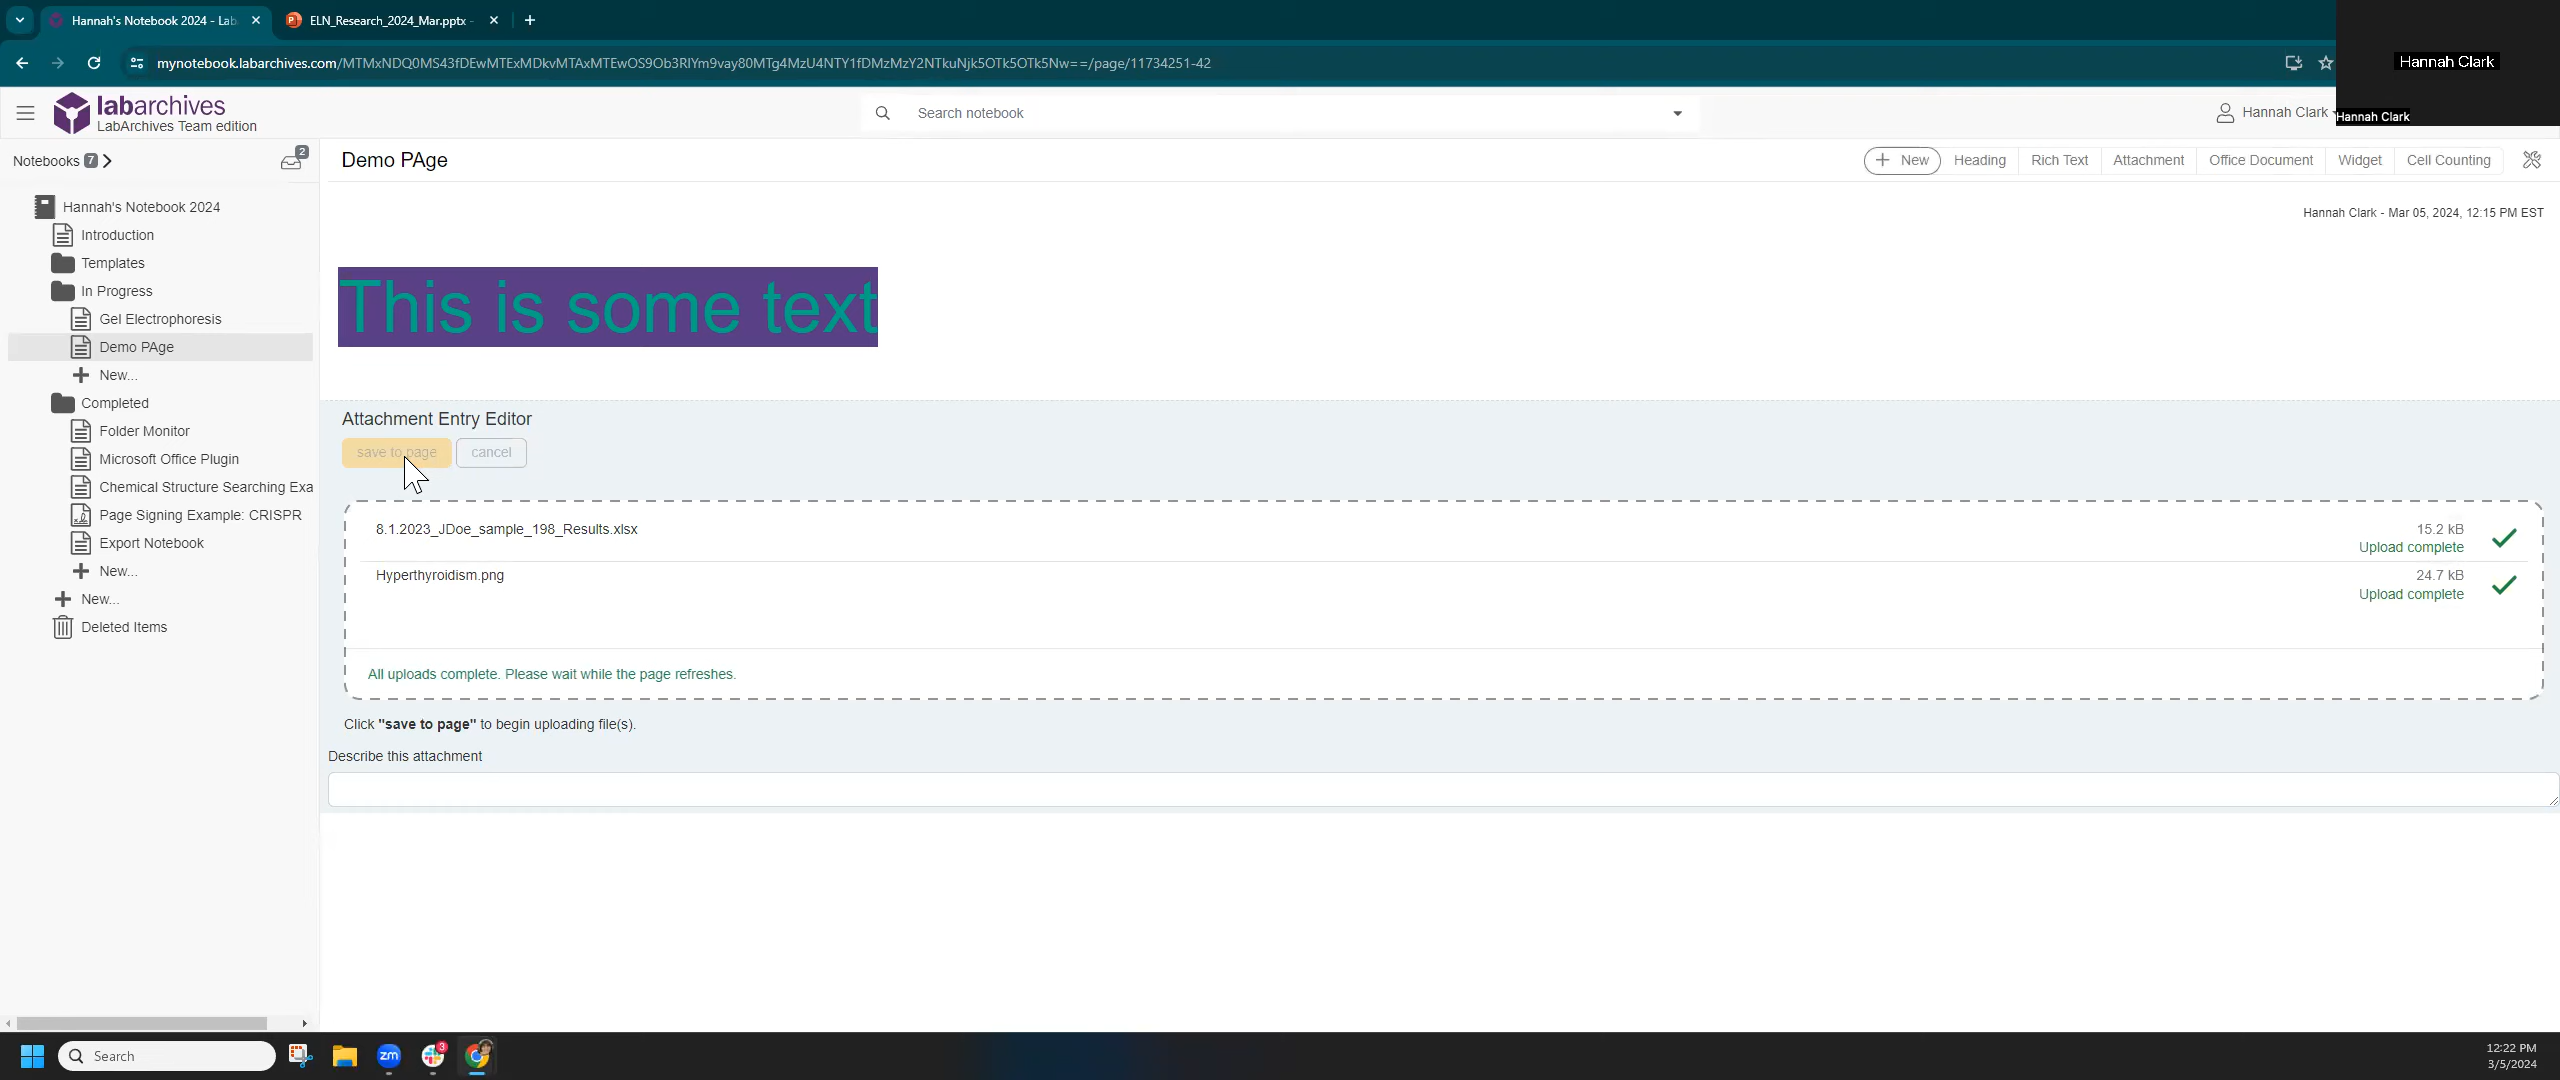 Hannah's Notebook 2024 - Lab
ELN_Research_2024_Mar.pptx -
mynotebook.labarchives.com/MTMxNDQ0MS43fDEwMTExMDkvMTAxMTEwOS9Ob3RlYm9vay80MTg4MzU4NTY1fDMzMzY2NTkuNjk5OTk5OTk5Nw==/page/11734251-42
Hannah Clark
Hannah Clark
labarchives
LabArchives Team edition
Search notebook
Hannah Clark
Notebooks 7
2
Demo PAge
New
Heading
Rich Text
Attachment
Office Document
Widget
Cell Counting
Hannah Clark - Mar 05, 2024, 12:15 PM EST
Hannah's Notebook 2024
Introduction
Templates
In Progress
Gel Electrophoresis
Demo PAge
New...
Completed
Folder Monitor
Microsoft Office Plugin
Chemical Structure Searching Exa
Page Signing Example: CRISPR
Export Notebook
New...
New...
Deleted Items
This is some text
Attachment Entry Editor
save to page
cancel
8.1.2023_JDoe_sample_198_Results.xlsx
15.2 kB
Upload complete
Hyperthyroidism.png
24.7 kB
Upload complete
All uploads complete. Please wait while the page refreshes.
Click "save to page" to begin uploading file(s).
Describe this attachment
Search
zm
3
12:22 PM
3/5/2024